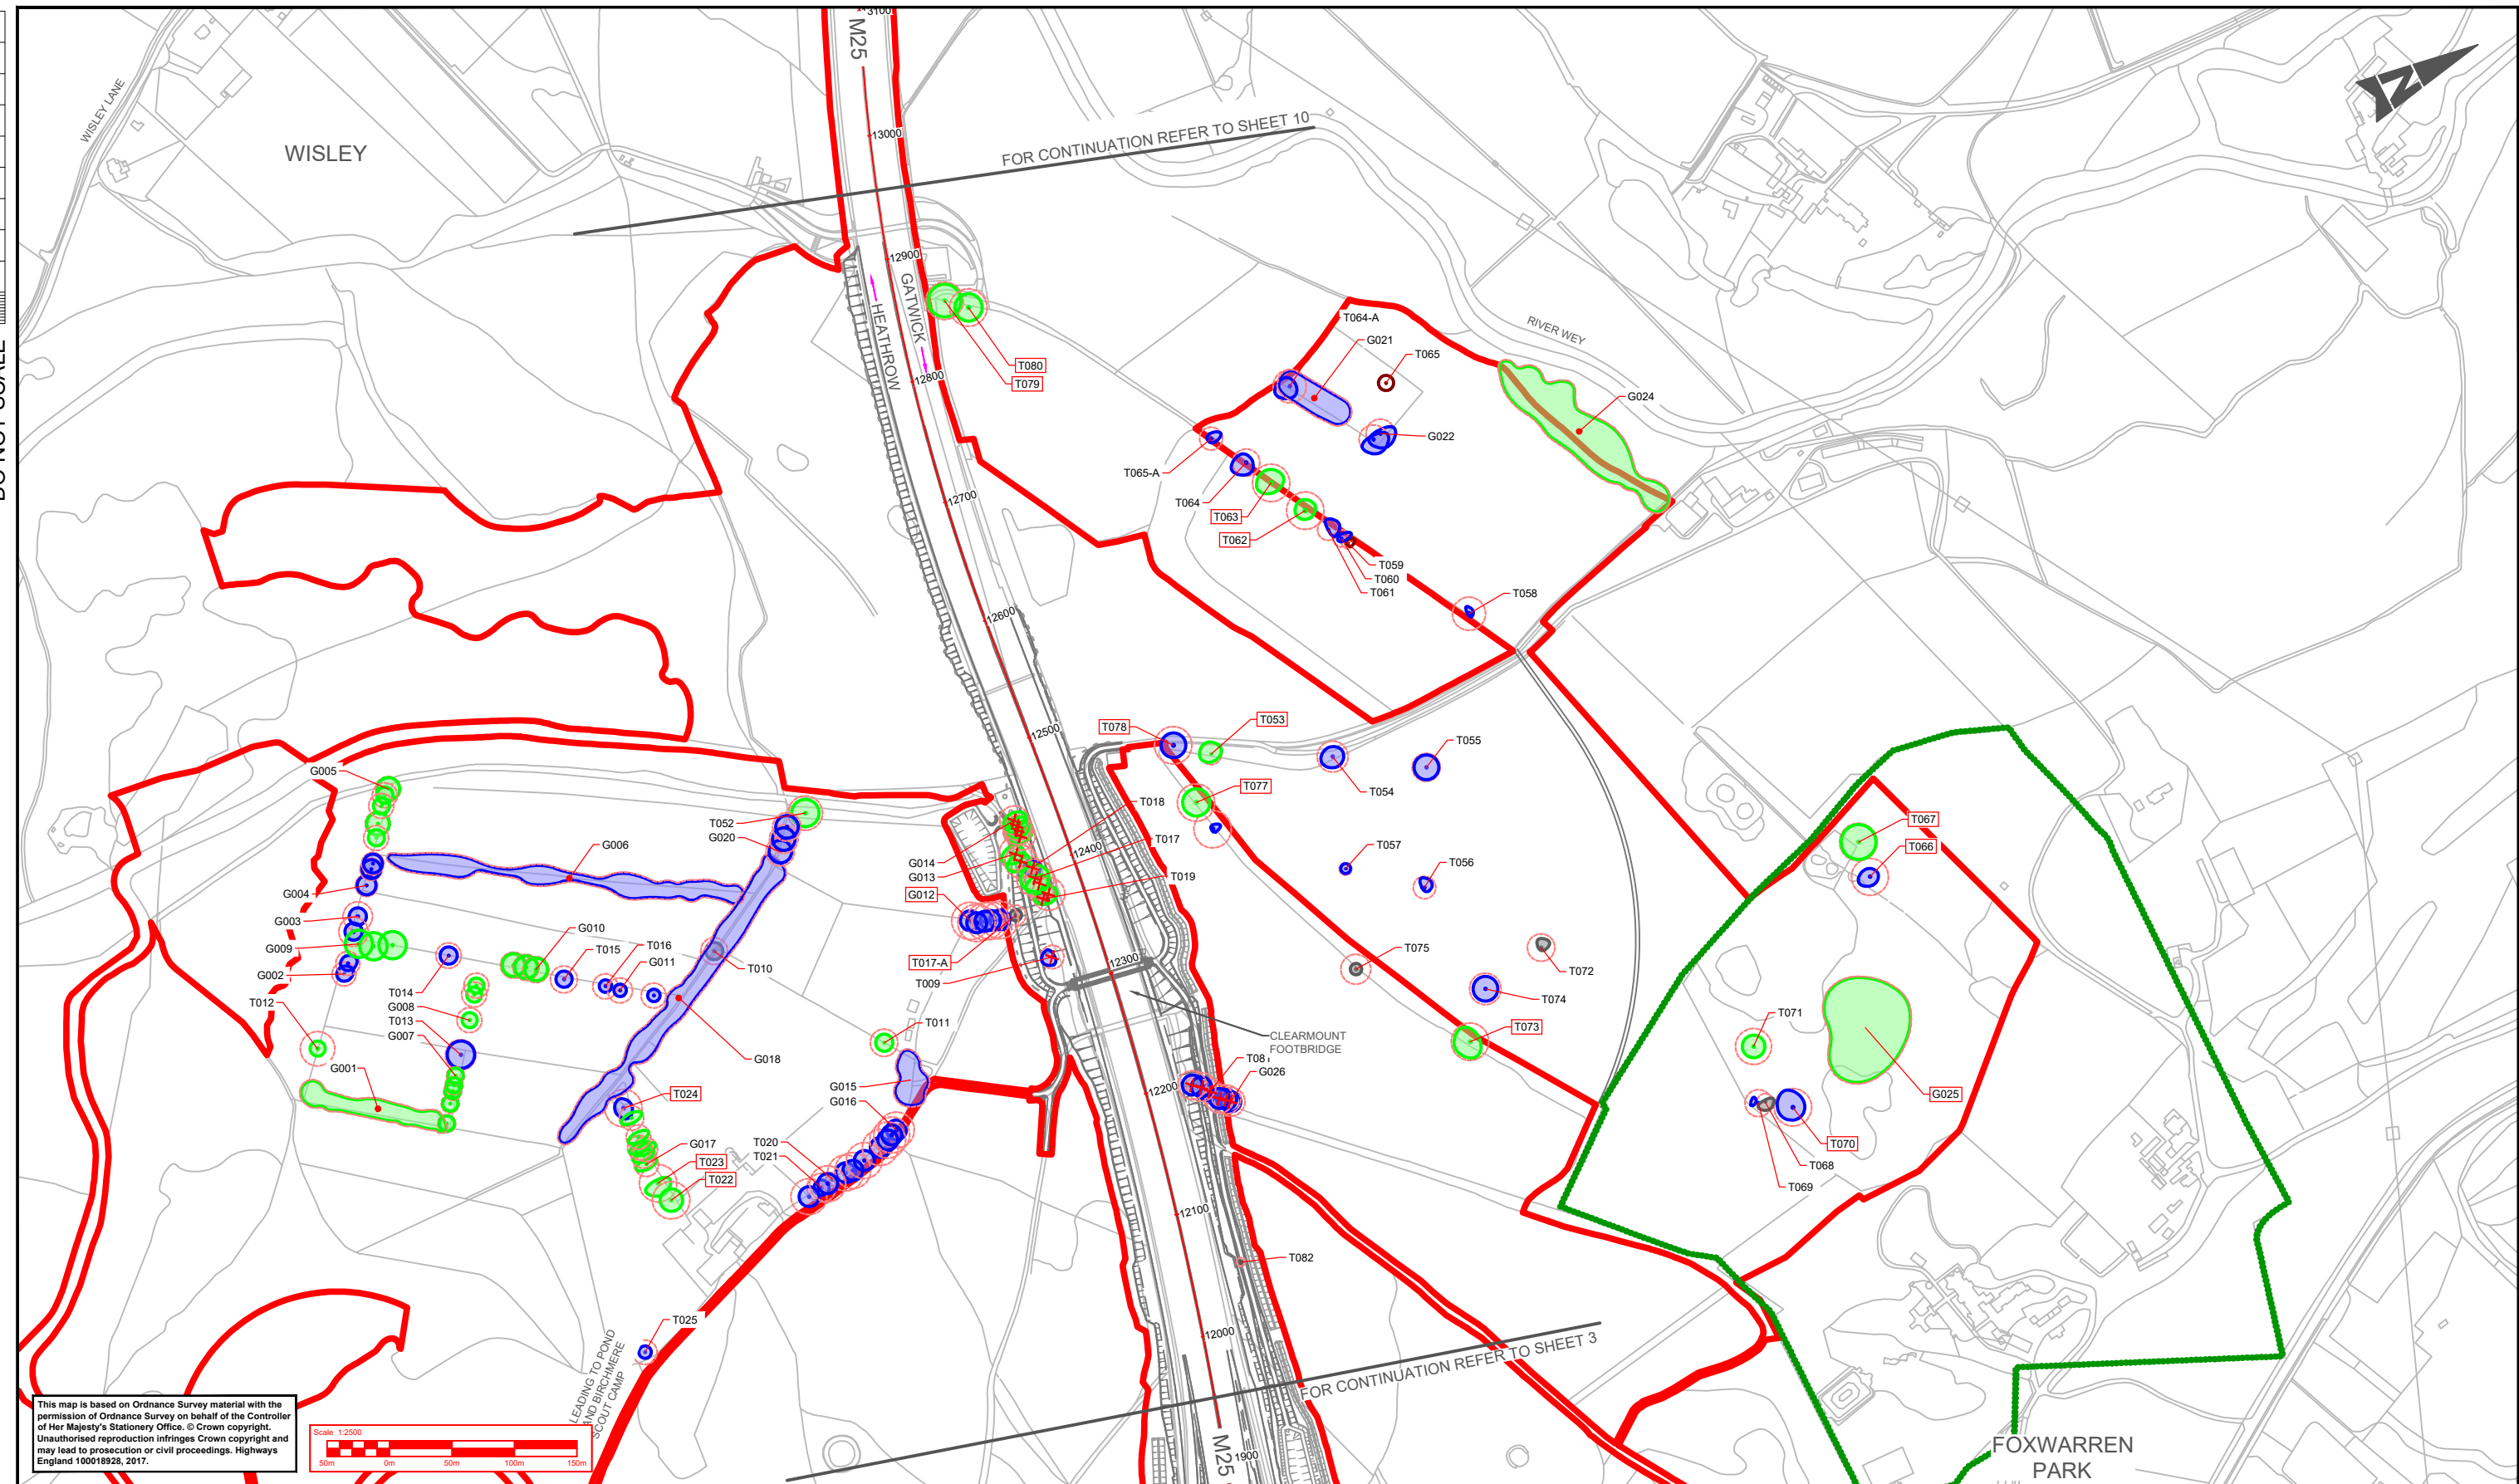 DO NOT SCALE
M25
3100
13000
FOR CONTINUATION REFER TO SHEET 10
WISLEY LANE
WISLEY
N
12900
GATWICK
HEATHROW
12800
T080
T079
T064-A
G021
T065
RIVER WEY
G024
G022
T065-A
T064
T063
T062
12700
T059
T060
T061
T058
12600
12500
T078
T053
T055
T054
G005
T052
G020
G006
T077
T018
T017
T019
12400
G014
G013
G012
T057
T056
T067
T066
G004
G003
G009
G002
G010
T015
T016
G011
T010
T017-A
T009
12300
T075
T072
T074
T012
T014
G008
T013
G007
G001
G018
T011
CLEARMOUNT
FOOTBRIDGE
T073
T071
T081
G026
12200
G015
G016
T024
G025
T070
T068
T069
G017
T023
T022
T020
T021
12100
T082
T025
12000
FOR CONTINUATION REFER TO SHEET 3
LEADING TO POND
AND BIRCHMERE
SCOUT CAMP
M25
1900
FOXWARREN
PARK
This map is based on Ordnance Survey material with the
permission of Ordnance Survey on behalf of the Controller
of Her Majesty's Stationery Office. © Crown copyright.
Unauthorised reproduction infringes Crown copyright and
may lead to prosecution or civil proceedings. Highways
England 100018928, 2017.
Scale 1:2500
50m 0m 50m 100m 150m